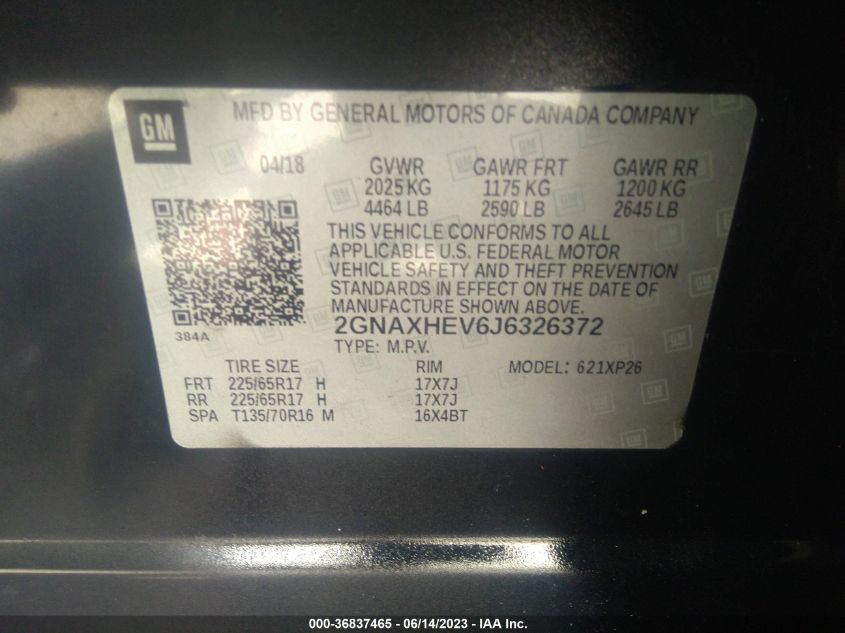 GM
MFD BY GENERAL MOTORS OF CANADA COMPANY
04/18 GVWR GAWR FRT GAWR RR
2025 KG 1175 KG 1200 KG
4464 LB 2590 LB 2645 LB
THIS VEHICLE CONFORMS TO ALL
APPLICABLE U.S. FEDERAL MOTOR
VEHICLE SAFETY AND THEFT PREVENTION
STANDARDS IN EFFECT ON THE DATE OF
MANUFACTURE SHOWN ABOVE.
384A
2GNAXHEV6J6326372
TYPE: M.P.V.
TIRE SIZE RIM MODEL: 621XP26
FRT 225/65R17 H 17X7J
RR 225/65R17 H 17X7J
SPA T135/70R16 M 16X4BT
000-36837465 - 06/14/2023 - IAA Inc.